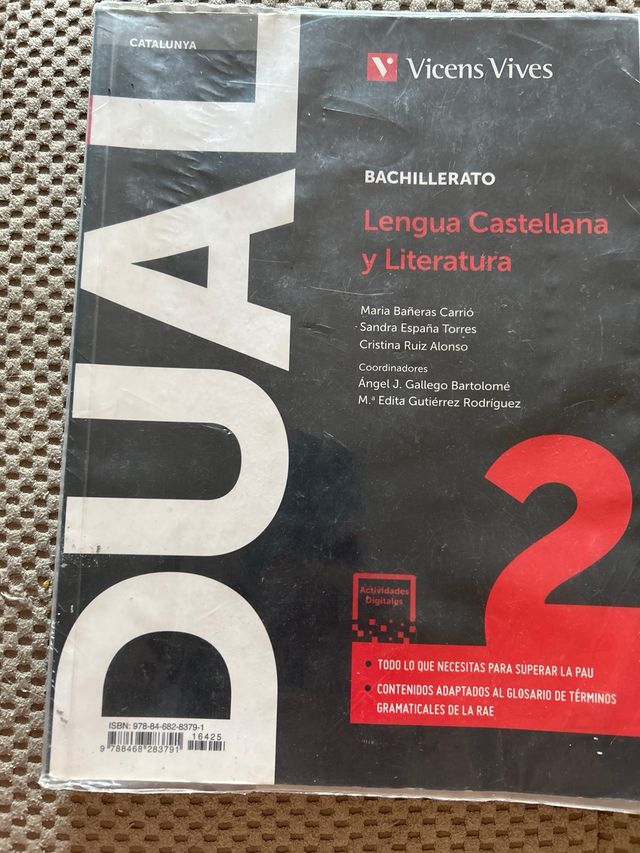 CATALUNYA
DUAL
Vicens Vives
BACHILLERATO
Lengua Castellana
y Literatura
Maria Bañeras Carrió
Sandra España Torres
Cristina Ruiz Alonso
Coordinadores
Ángel J. Gallego Bartolomé
M.ª Edita Gutiérrez Rodríguez
2
Actividades
Digitales
• TODO LO QUE NECESITAS PARA SUPERAR LA PAU
• CONTENIDOS ADAPTADOS AL GLOSARIO DE TÉRMINOS
GRAMATICALES DE LA RAE
ISBN: 978-84-682-8379-1
16425
9 788468 283791